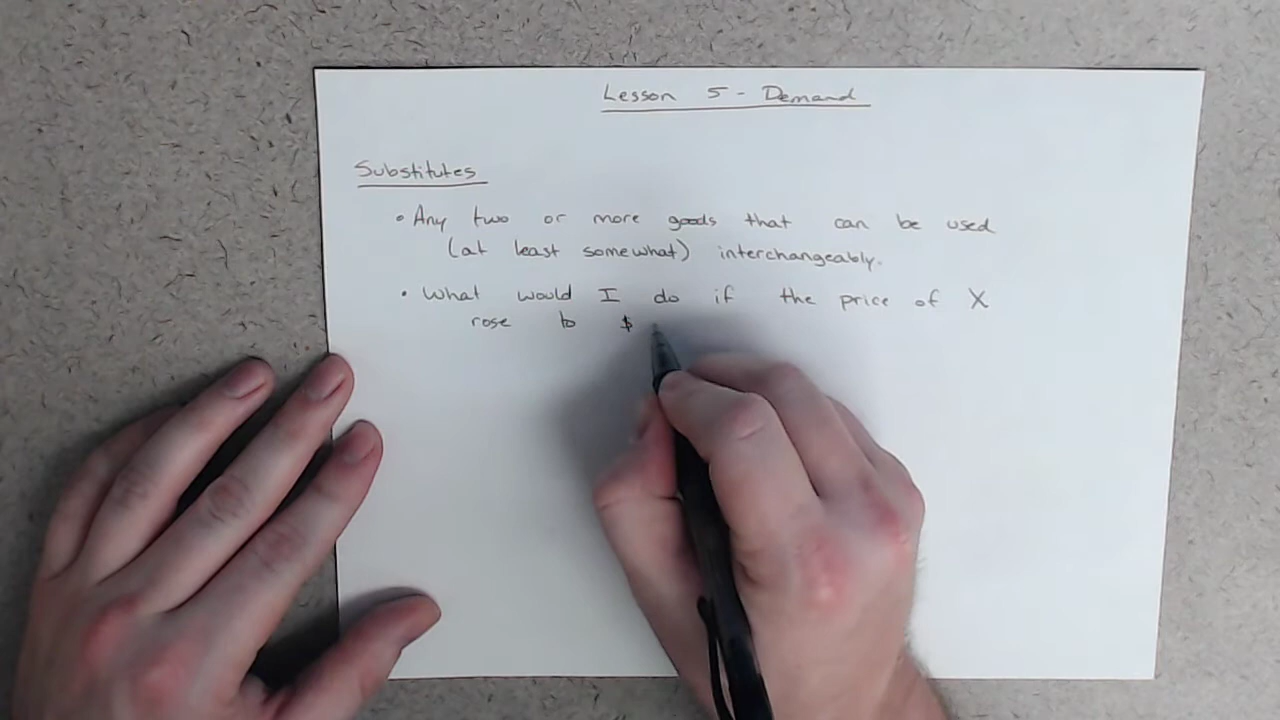 Lesson 5 - Demand
Substitutes
• Any two or more goods that can be used
(at least somewhat) interchangeably.
• What would I do if the price of X
rose to $